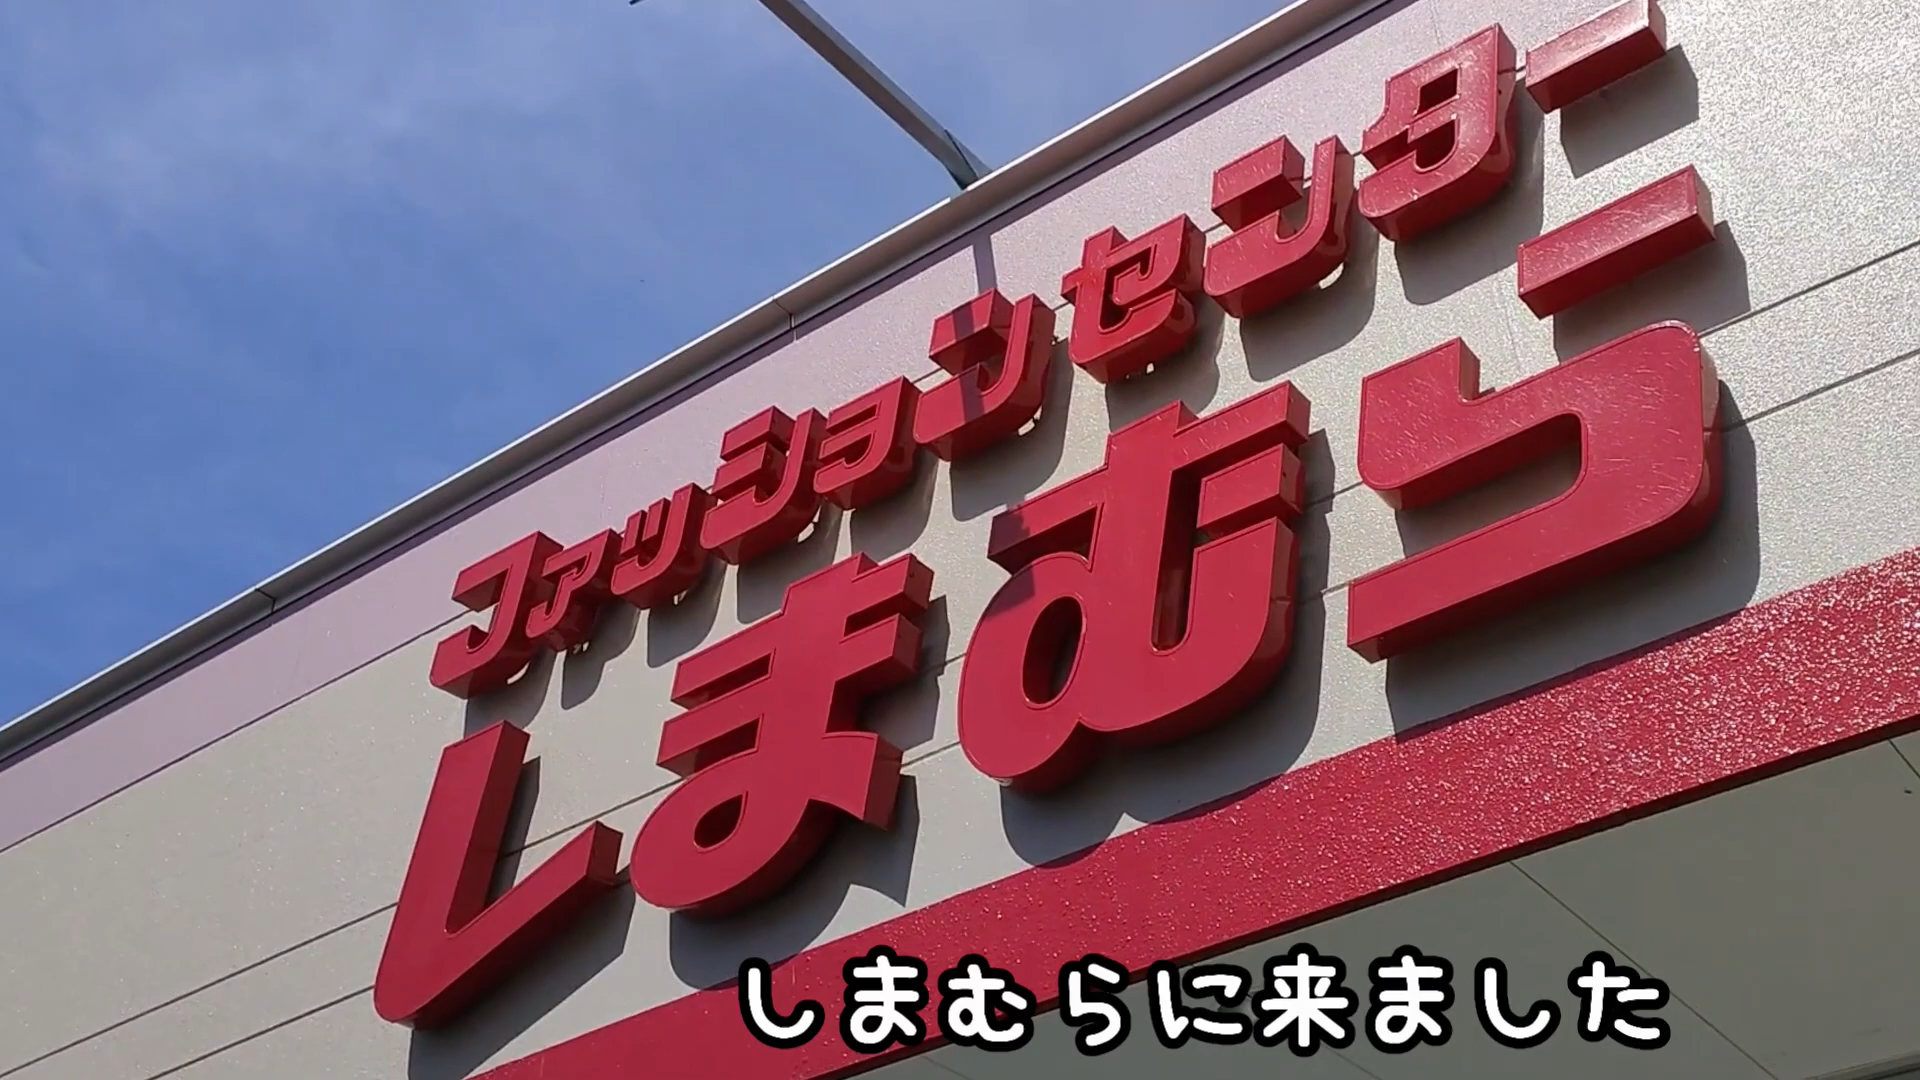 ファッションセンター
しまむら
しまむらに来ました